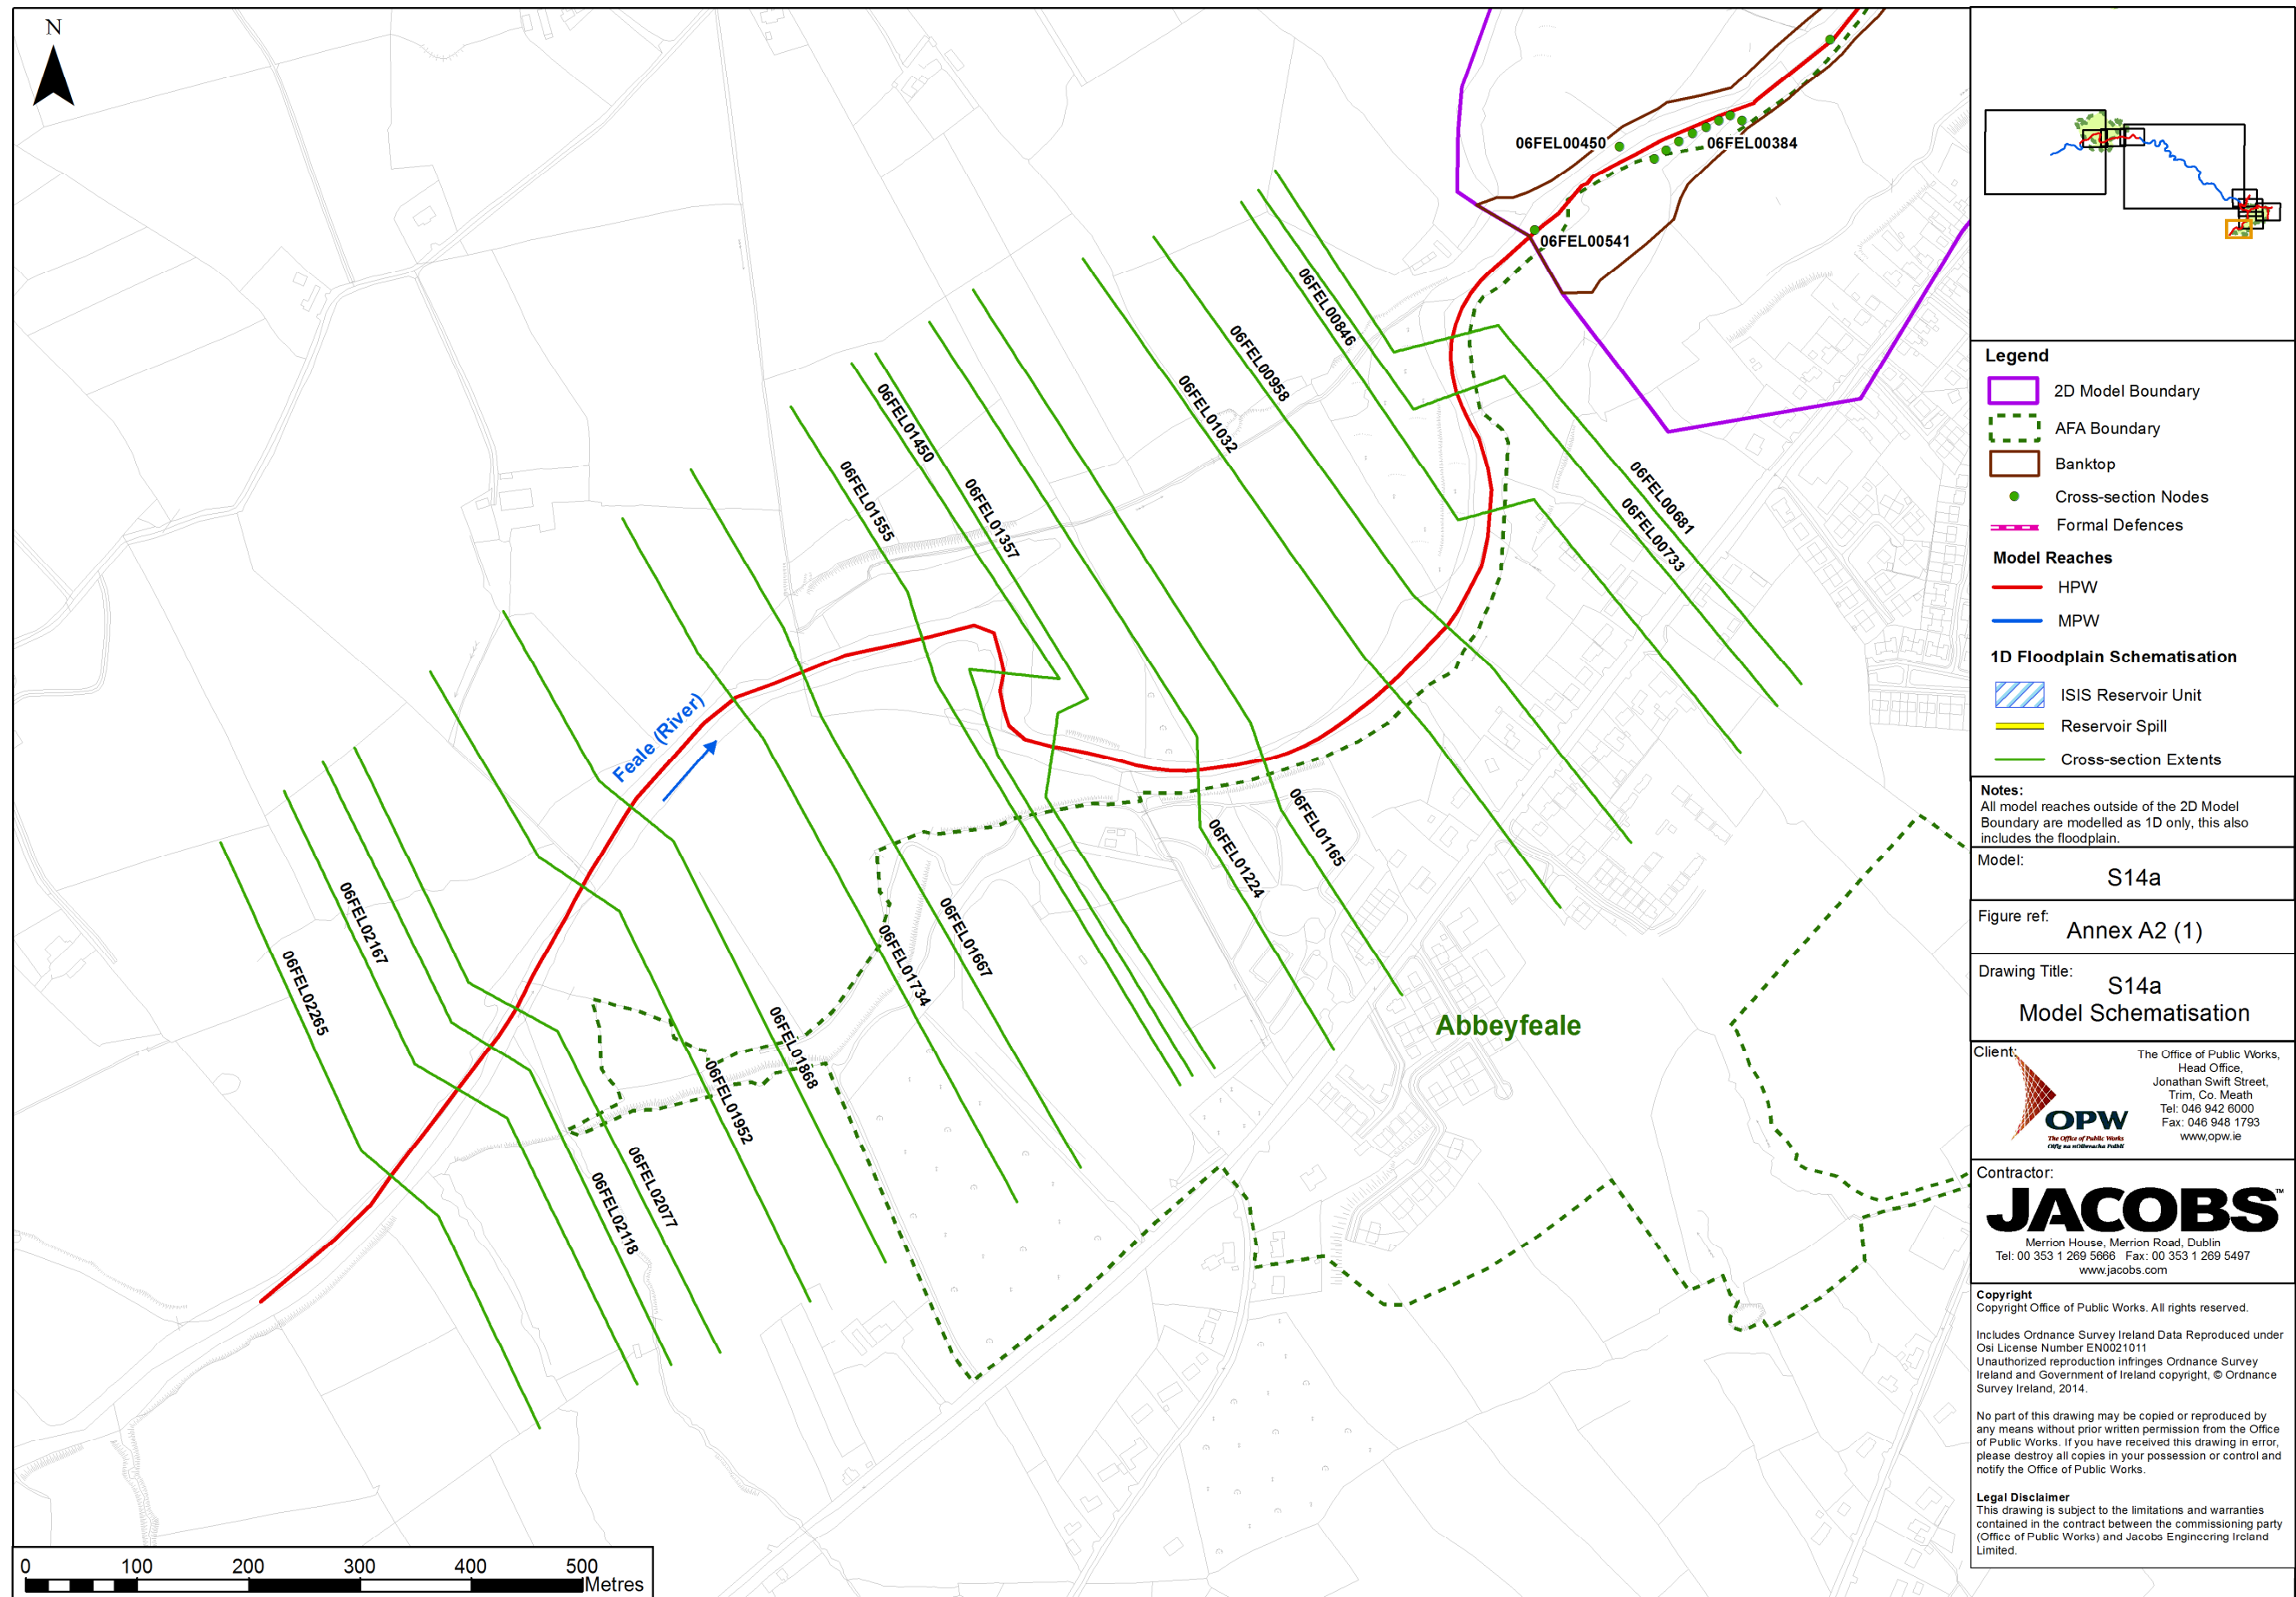 N
06FEL00450
06FEL00384
06FEL00541
06FEL00846
06FEL00958
06FEL01032
06FEL01450
06FEL01357
06FEL01555
06FEL00681
06FEL00733
Feale (River)
06FEL01165
06FEL01224
06FEL02167
06FEL02265
06FEL01667
06FEL01734
06FEL01868
06FEL01952
06FEL02077
06FEL02118
Abbeyfeale
0 100 200 300 400 500
Metres
Legend
2D Model Boundary
AFA Boundary
Banktop
Cross-section Nodes
Formal Defences
Model Reaches
HPW
MPW
1D Floodplain Schematisation
ISIS Reservoir Unit
Reservoir Spill
Cross-section Extents
Notes:
All model reaches outside of the 2D Model
Boundary are modelled as 1D only, this also
includes the floodplain.
Model:
S14a
Figure ref:
Annex A2 (1)
Drawing Title:
S14a
Model Schematisation
Client:
OPW
The Office of Public Works
Oifig na nOibreacha Poiblí
The Office of Public Works,
Head Office,
Jonathan Swift Street,
Trim, Co. Meath
Tel: 046 942 6000
Fax: 046 948 1793
www,opw.ie
Contractor:
JACOBS™
Merrion House, Merrion Road, Dublin
Tel: 00 353 1 269 5666 Fax: 00 353 1 269 5497
www.jacobs.com
Copyright
Copyright Office of Public Works. All rights reserved.
Includes Ordnance Survey Ireland Data Reproduced under
Osi License Number EN0021011
Unauthorized reproduction infringes Ordnance Survey
Ireland and Government of Ireland copyright, © Ordnance
Survey Ireland, 2014.
No part of this drawing may be copied or reproduced by
any means without prior written permission from the Office
of Public Works. If you have received this drawing in error,
please destroy all copies in your possession or control and
notify the Office of Public Works.
Legal Disclaimer
This drawing is subject to the limitations and warranties
contained in the contract between the commissioning party
(Office of Public Works) and Jacobs Engineering Ireland
Limited.